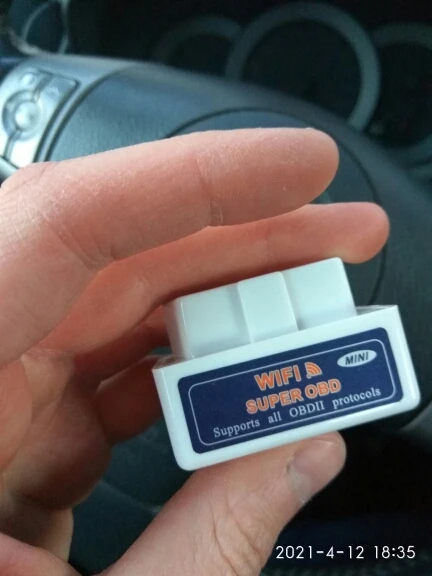 WIFI
MINI
SUPER OBD
Supports all OBDII protocols
2021-4-12 18:35